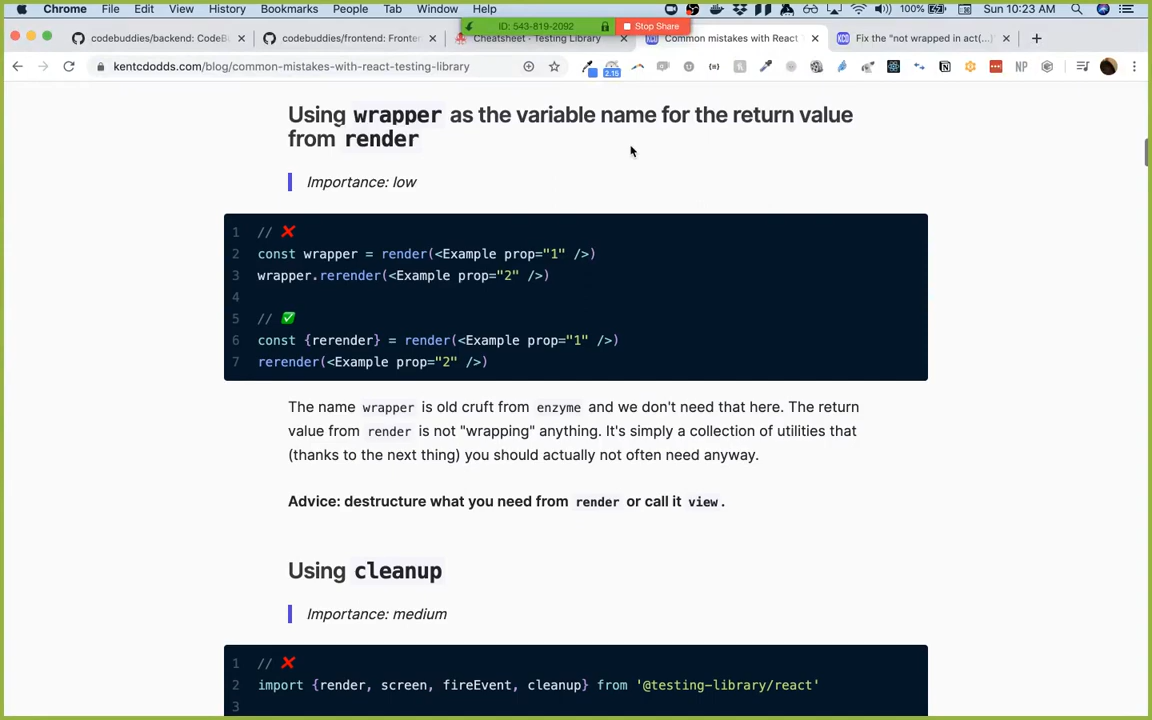 Chrome File Edit View History Bookmarks People Tab Window Help 100% Sun 10:23 AM
ID: 543-819-2092 Stop Share
codebuddies/backend: CodeB codebuddies/frontend: Fronte Cheatsheet - Testing Library Common mistakes with React Fix the "not wrapped in act(...)
kentcdodds.com/blog/common-mistakes-with-react-testing-library
2.15
NP
Using wrapper as the variable name for the return value
from render
Importance: low
1 // ❌
2 const wrapper = render(<Example prop="1" />)
3 wrapper.rerender(<Example prop="2" />)
4
5 // ✅
6 const {rerender} = render(<Example prop="1" />)
7 rerender(<Example prop="2" />)
The name wrapper is old cruft from enzyme and we don't need that here. The return
value from render is not "wrapping" anything. It's simply a collection of utilities that
(thanks to the next thing) you should actually not often need anyway.
Advice: destructure what you need from render or call it view.
Using cleanup
Importance: medium
1 // ❌
2 import {render, screen, fireEvent, cleanup} from '@testing-library/react'
3